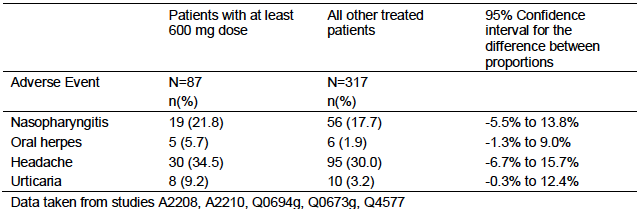 Patients with at least 600 mg dose	All other treated patients	95% Confidence interval for the difference between proportions
Adverse Event	N=87	N=317
n(%)	n(%)
Nasopharyngitis	19 (21.8)	56 (17.7)	-5.5% to 13.8%
Oral herpes	5 (5.7)	6 (1.9)	-1.3% to 9.0%
Headache	30 (34.5)	95 (30.0)	-6.7% to 15.7%
Urticaria	8 (9.2)	10 (3.2)	-0.3% to 12.4%
Data taken from studies A2208, A2210, Q0694g, Q0673g, Q4577